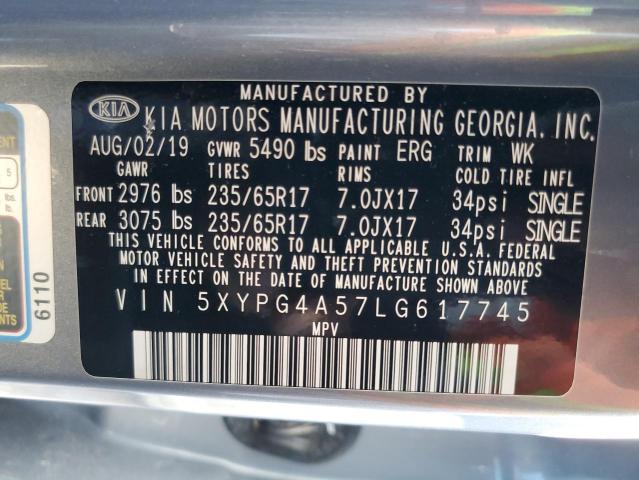 MANUFACTURED BY
KIA KIA MOTORS MANUFACTURING GEORGIA, INC.
AUG/02/19 GVWR 5490 lbs PAINT ERG TRIM WK
GAWR TIRES RIMS COLD TIRE INFL
FRONT 2976 lbs 235/65R17 7.0JX17 34psi SINGLE
REAR 3075 lbs 235/65R17 7.0JX17 34psi SINGLE
THIS VEHICLE CONFORMS TO ALL APPLICABLE U.S.A. FEDERAL
MOTOR VEHICLE SAFETY AND THEFT PREVENTION STANDARDS
IN EFFECT ON THE DATE OF MANUFACTURE SHOWN ABOVE.
VIN 5XYPG4A57LG617745
MPV
5
lbs.
6110